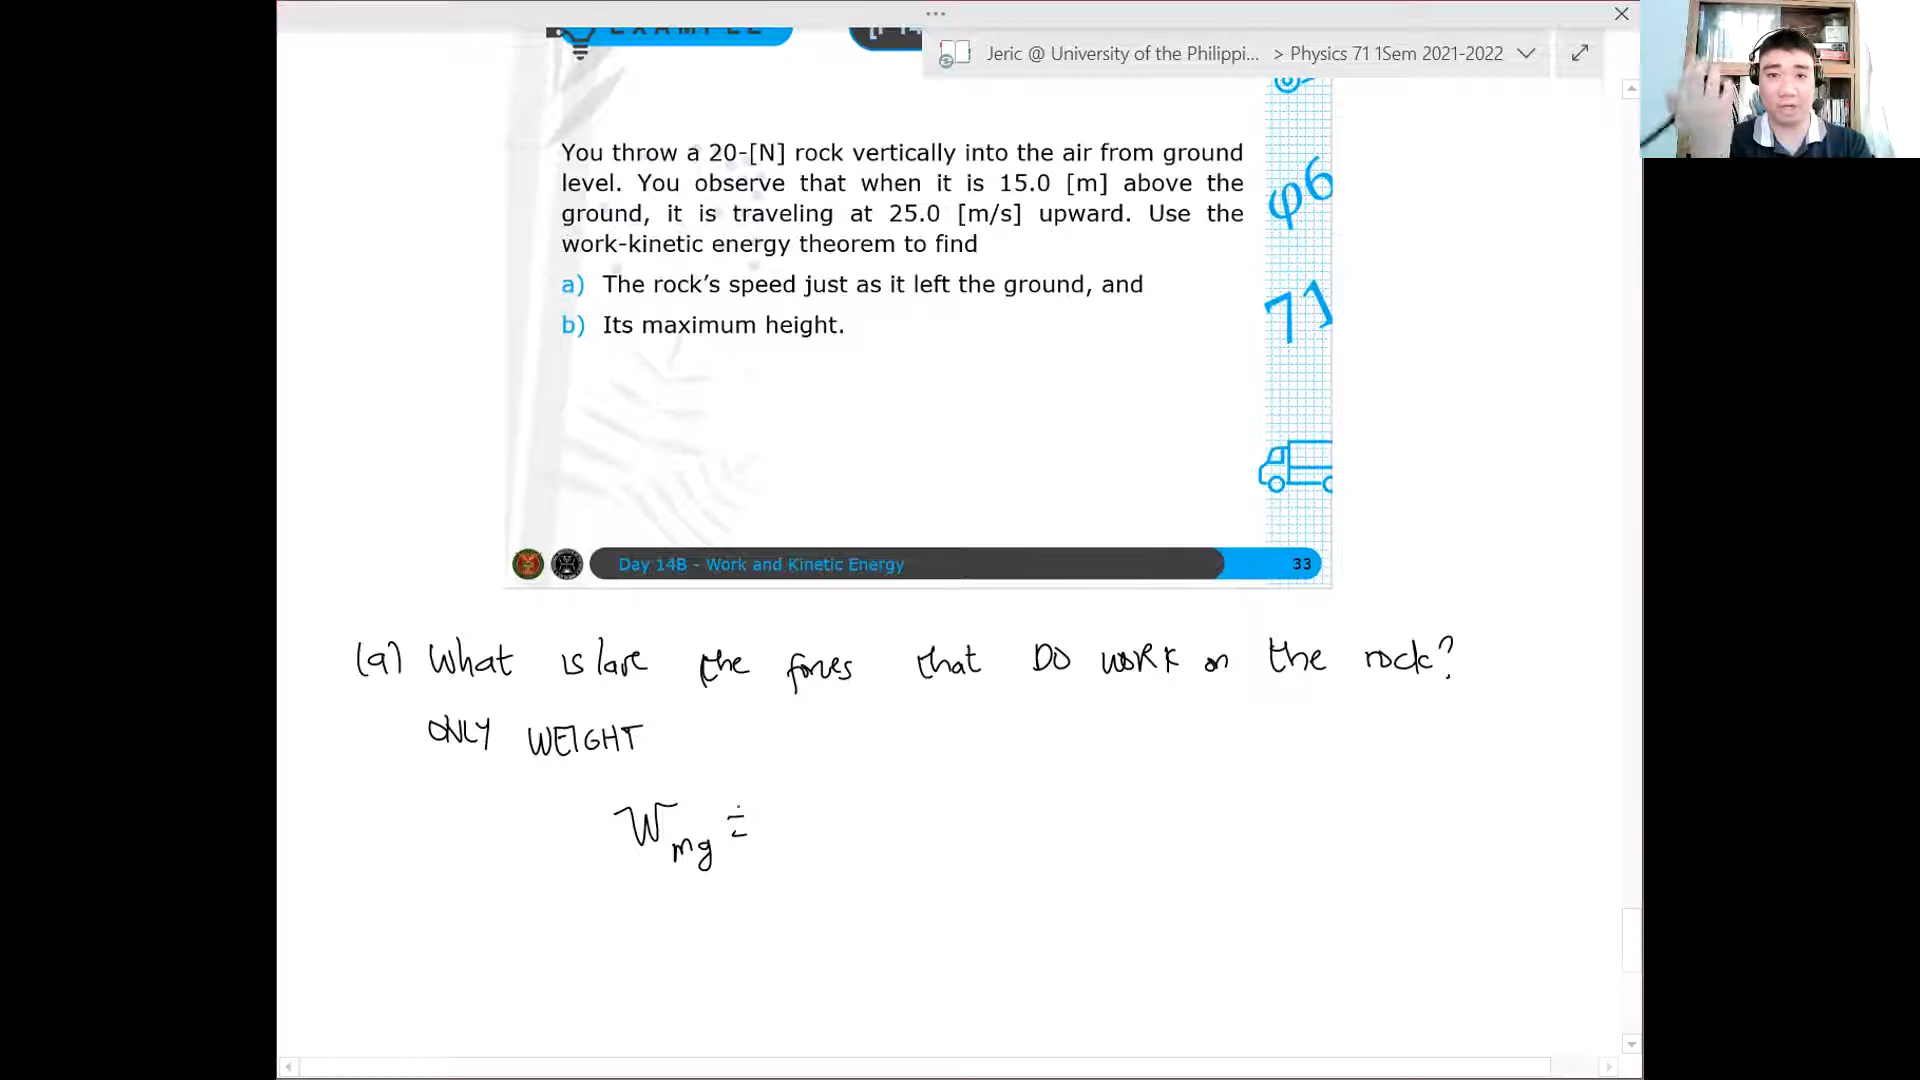 EXAMPLE
Jeric @ University of the Philippi... > Physics 71 1Sem 2021-2022
You throw a 20-[N] rock vertically into the air from ground
level. You observe that when it is 15.0 [m] above the
ground, it is traveling at 25.0 [m/s] upward. Use the
work-kinetic energy theorem to find
a) The rock's speed just as it left the ground, and
b) Its maximum height.
φ6
71
Day 14B - Work and Kinetic Energy 33
(a) What is/are the forces that DO WORK on the rock?
ONLY WEIGHT
W mg =